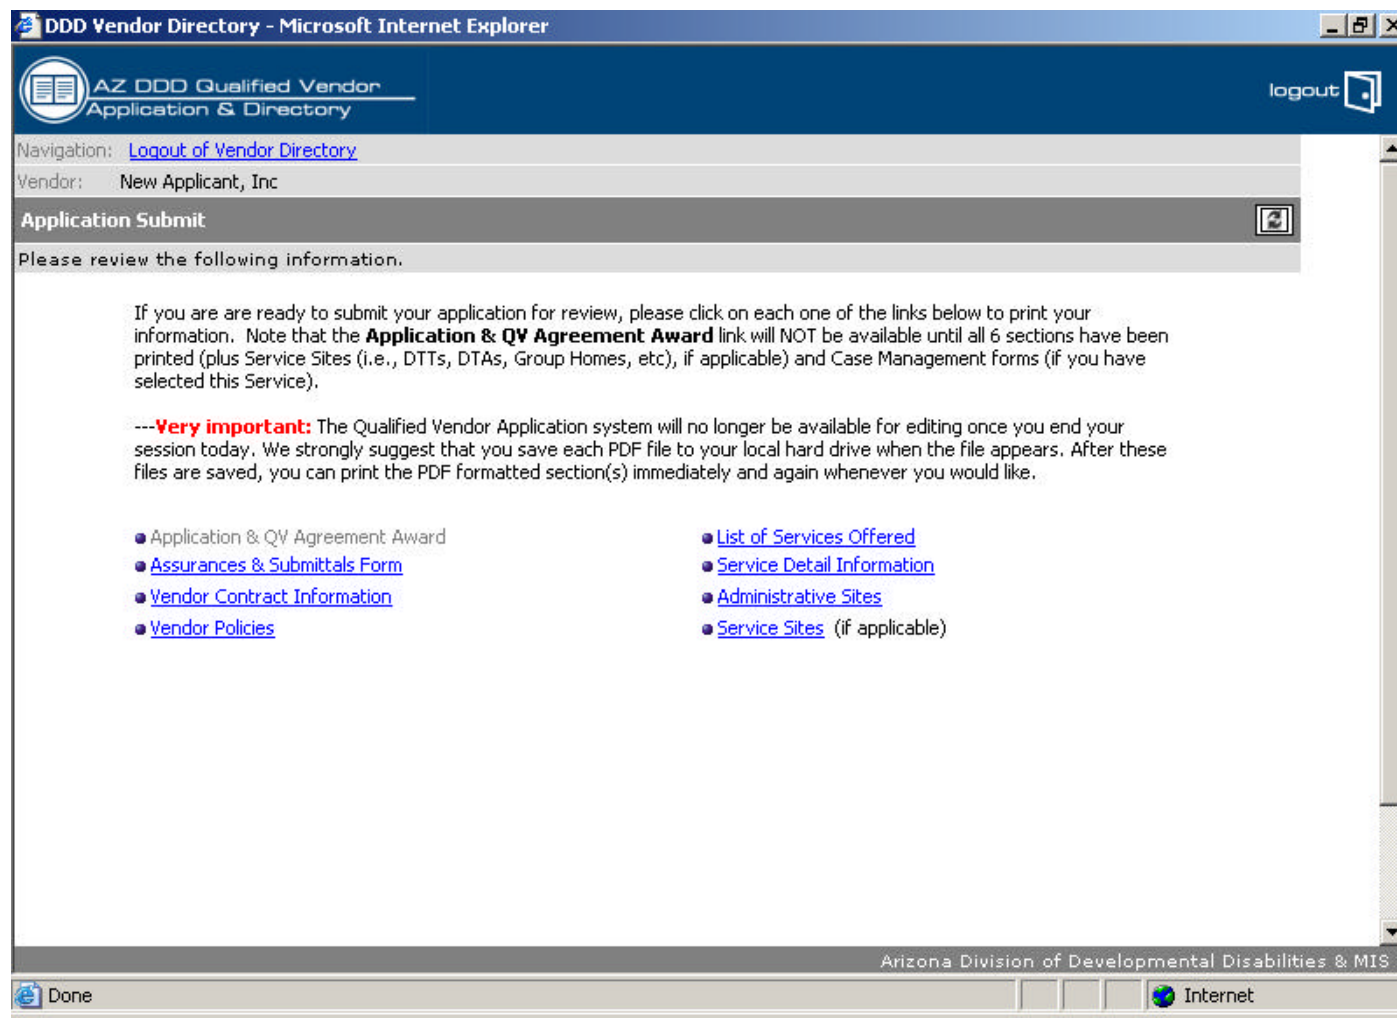 DDD Vendor Directory - Microsoft Internet Explorer
AZ DDD Qualified Vendor
Application & Directory
logout
Navigation: Logout of Vendor Directory
Vendor: New Applicant, Inc
Application Submit
Please review the following information.
If you are are ready to submit your application for review, please click on each one of the links below to print your
information. Note that the Application & QV Agreement Award link will NOT be available until all 6 sections have been
printed (plus Service Sites (i.e., DTTs, DTAs, Group Homes, etc), if applicable) and Case Management forms (if you have
selected this Service).
---Very important: The Qualified Vendor Application system will no longer be available for editing once you end your
session today. We strongly suggest that you save each PDF file to your local hard drive when the file appears. After these
files are saved, you can print the PDF formatted section(s) immediately and again whenever you would like.
Application & QV Agreement Award
Assurances & Submittals Form
Vendor Contract Information
Vendor Policies
List of Services Offered
Service Detail Information
Administrative Sites
Service Sites (if applicable)
Arizona Division of Developmental Disabilities & MIS
Done
Internet